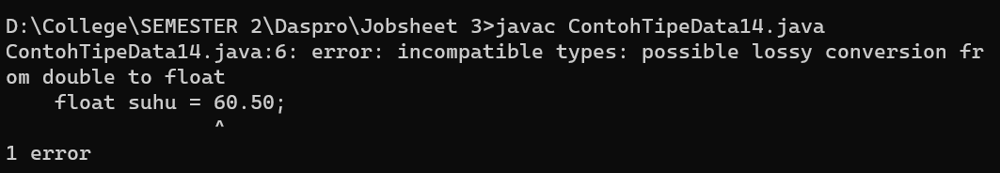 D:\College\SEMESTER 2\Daspro\Jobsheet 3>javac ContohTipeData14.java
ContohTipeData14.java:6: error: incompatible types: possible lossy conversion fr
om double to float
    float suhu = 60.50;
                 ^
1 error